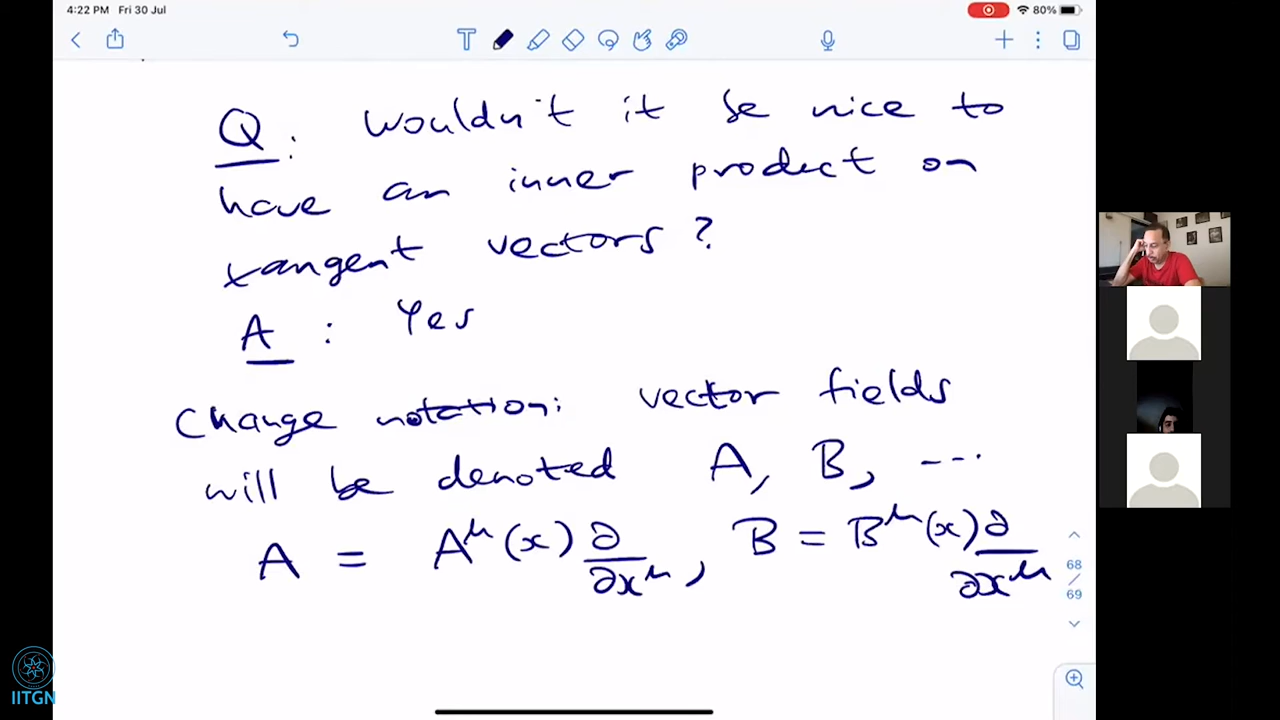 4:22 PM Fri 30 Jul
80%
Q: Wouldn't it be nice to
have an inner product on
tangent vectors?
A: Yes
Change notation: vector fields
will be denoted A, B, ---
A = A^μ(x) ∂/∂x^μ, B = B^μ(x) ∂/∂x^μ
68
/
69
IITGN